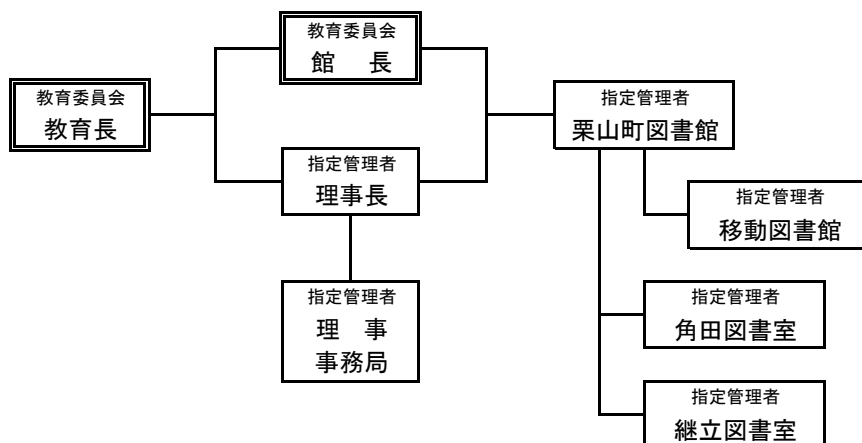 教育委員会
教育長
教育委員会
館　長
指定管理者
理事長
指定管理者
理　事
事務局
指定管理者
栗山町図書館
指定管理者
移動図書館
指定管理者
角田図書室
指定管理者
継立図書室